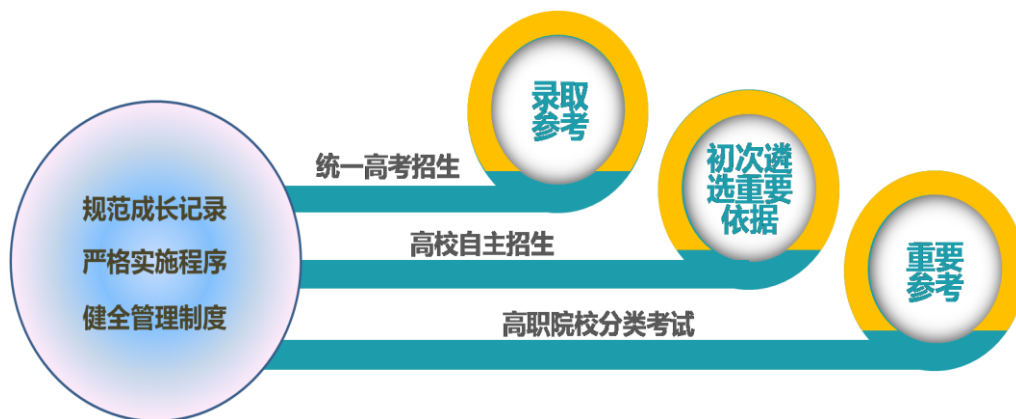 规范成长记录
严格实施程序
健全管理制度
统一高考招生
录取
参考
高校自主招生
初次遴
选重要
依据
高职院校分类考试
重要
参考